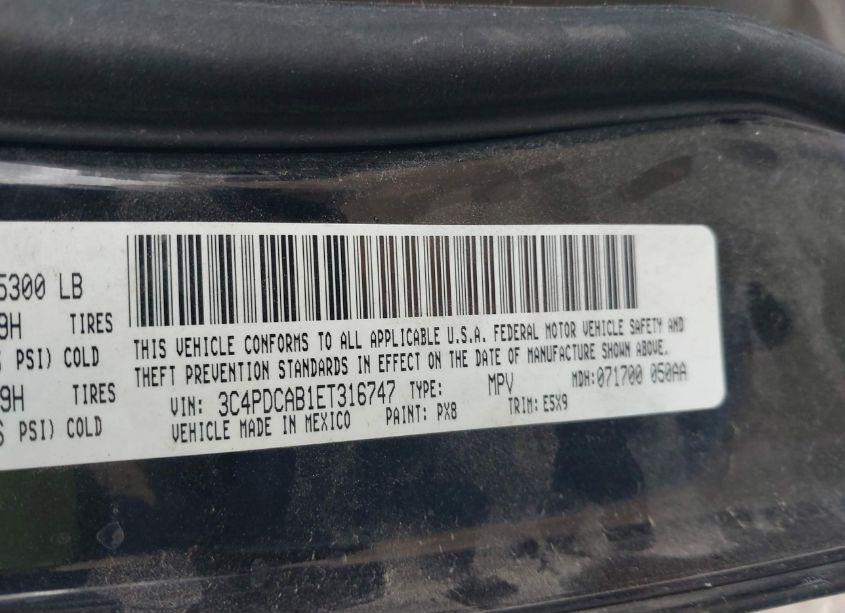 5300 LB
9H TIRES
PSI) COLD
9H TIRES
PSI) COLD
THIS VEHICLE CONFORMS TO ALL APPLICABLE U.S.A. FEDERAL MOTOR VEHICLE SAFETY AND
THEFT PREVENTION STANDARDS IN EFFECT ON THE DATE OF MANUFACTURE SHOWN ABOVE.
VIN: 3C4PDCAB1ET316747 TYPE: MPV MDH:071700 050AA
VEHICLE MADE IN MEXICO PAINT: PX8 TRIM: E5X9